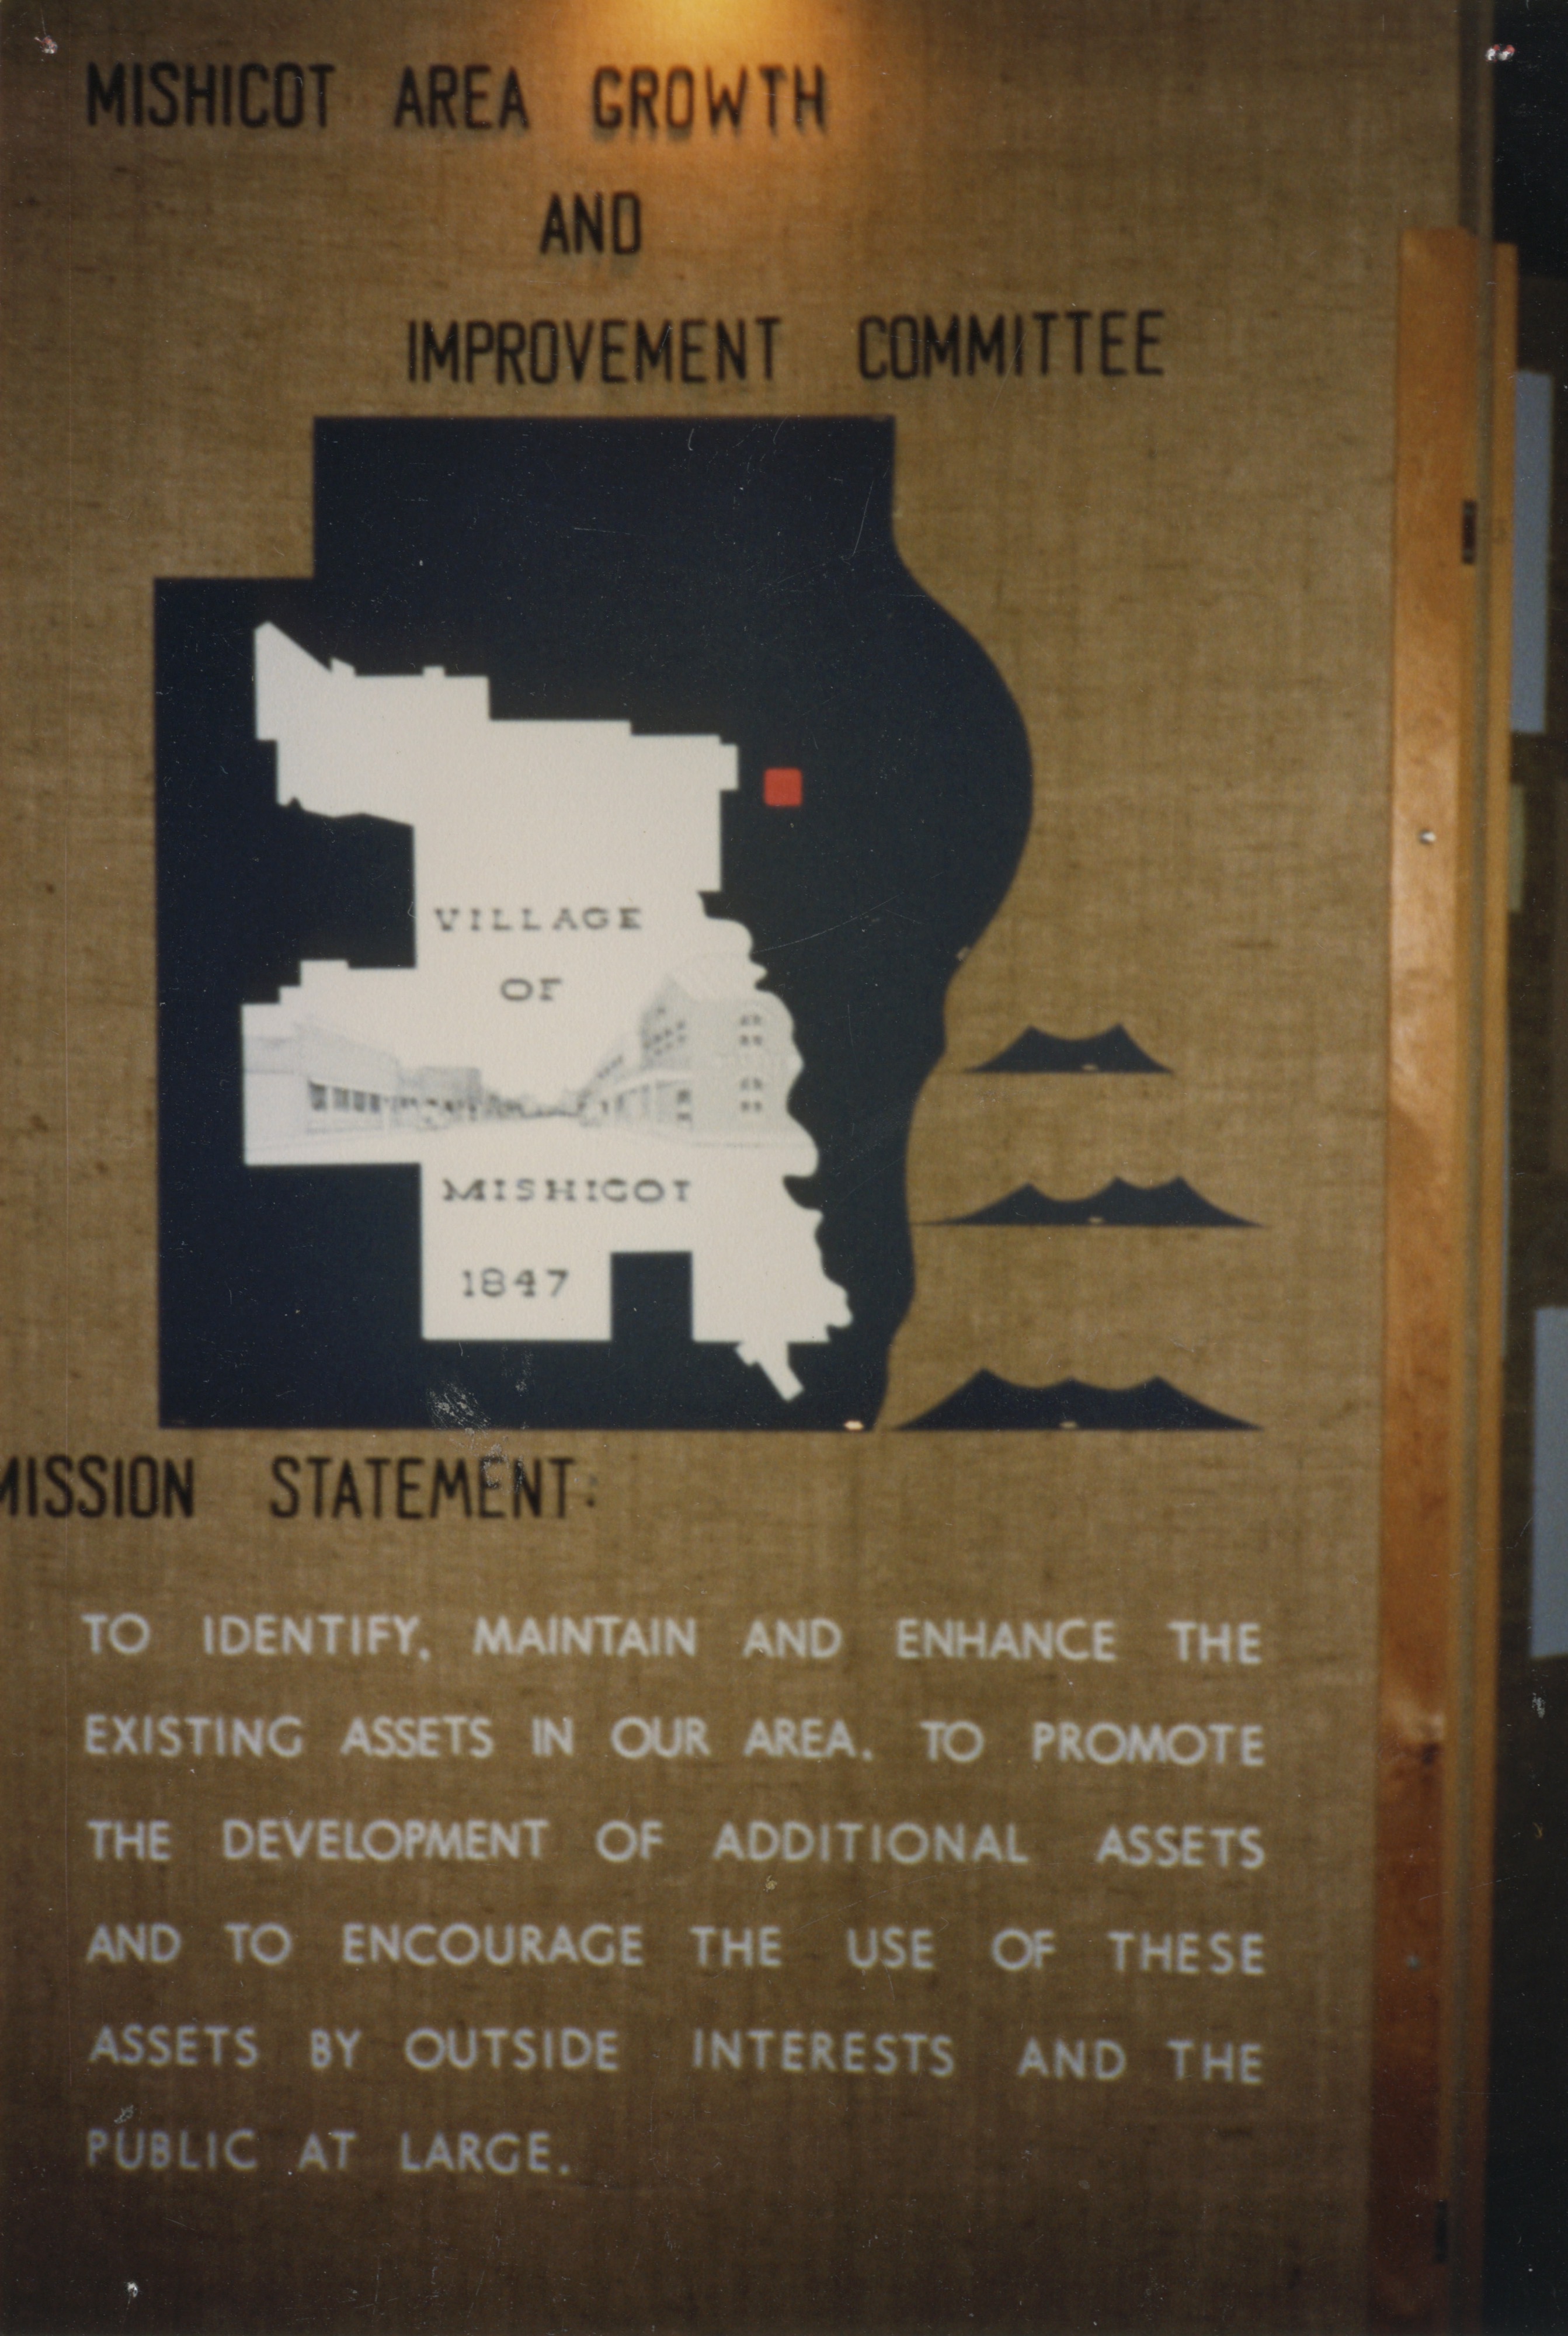 MISHICOT AREA GROWTH
AND
IMPROVEMENT COMMITTEE
VILLAGE
OF
MISHICOT
1847
MISSION STATEMENT:
TO IDENTIFY, MAINTAIN AND ENHANCE THE
EXISTING ASSETS IN OUR AREA. TO PROMOTE
THE DEVELOPMENT OF ADDITIONAL ASSETS
AND TO ENCOURAGE THE USE OF THESE
ASSETS BY OUTSIDE INTERESTS AND THE
PUBLIC AT LARGE.